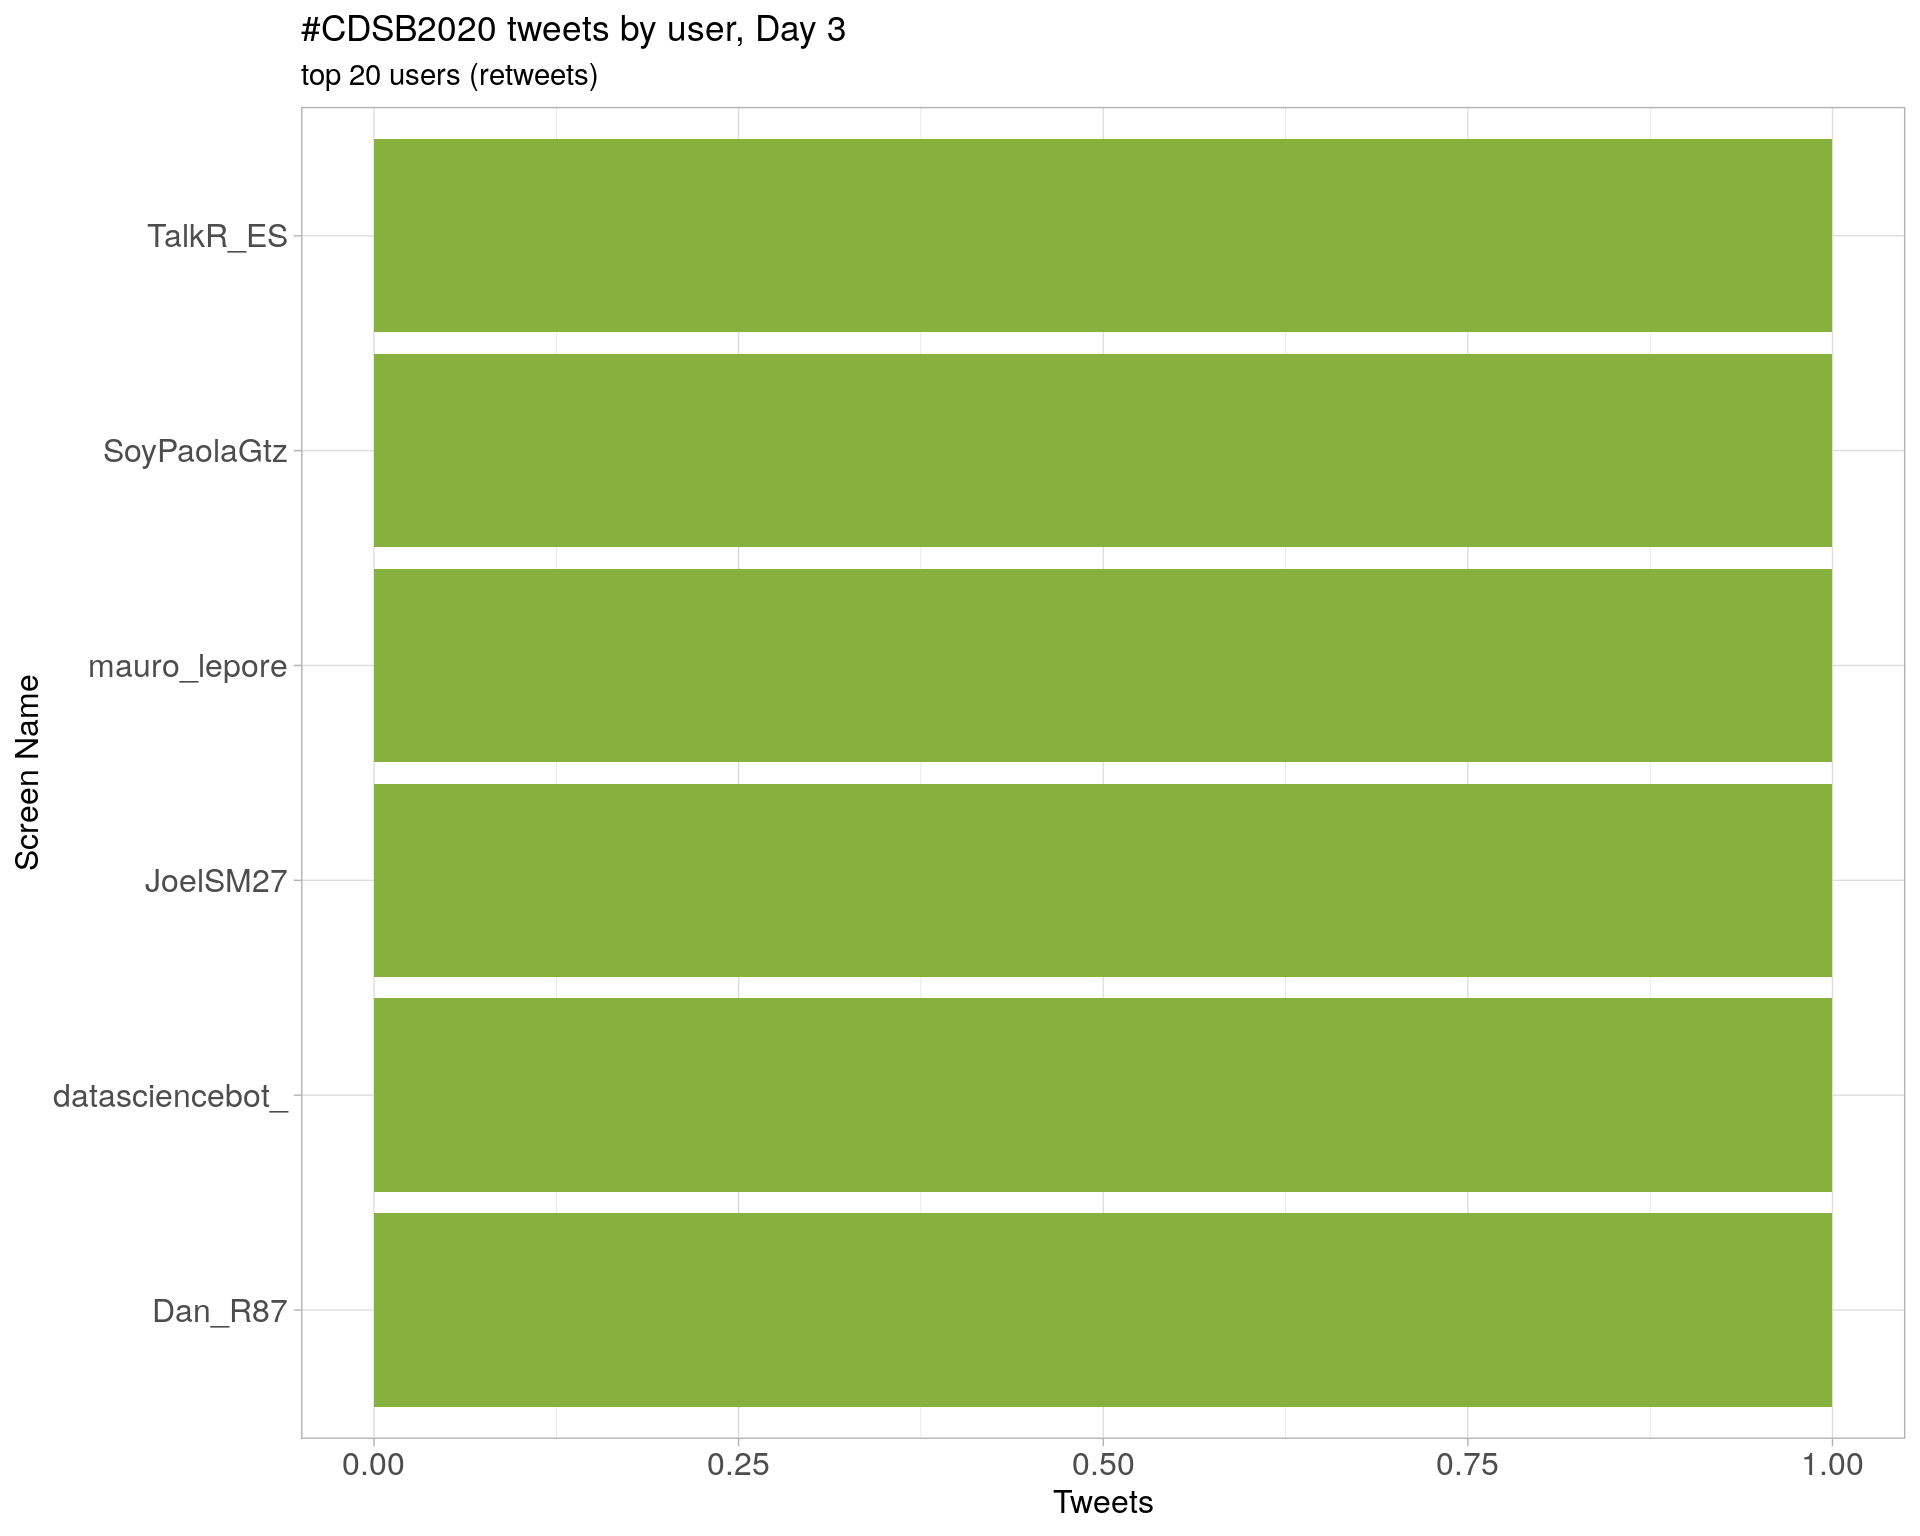 #CDSB2020 tweets by user, Day 3
top 20 users (retweets)
TalkR_ES
SoyPaolaGtz
mauro_lepore
JoelSM27
datasciencebot_
Dan_R87
Screen Name
0.00 0.25 0.50 0.75 1.00
Tweets